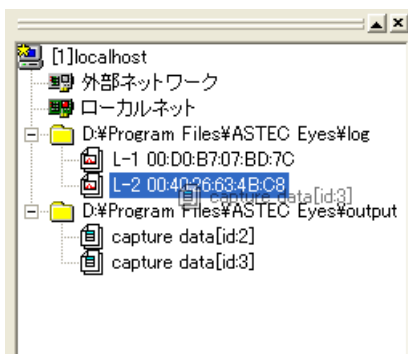 [1]localhost
外部ネットワーク
ローカルネット
D:¥Program Files¥ASTEC Eyes¥log
L-1 00:D0:B7:07:BD:7C
L-2 00:40:26:63:4B:C8
capture data[id:3]
D:¥Program Files¥ASTEC Eyes¥output
capture data[id:2]
capture data[id:3]